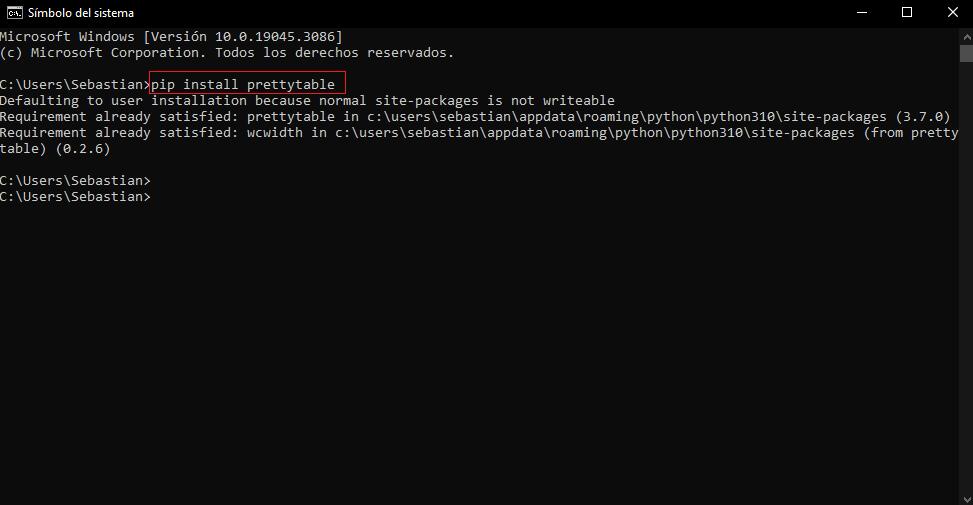 Símbolo del sistema
Microsoft Windows [Versión 10.0.19045.3086]
(c) Microsoft Corporation. Todos los derechos reservados.
C:\Users\Sebastian>pip install prettytable
Defaulting to user installation because normal site-packages is not writeable
Requirement already satisfied: prettytable in c:\users\sebastian\appdata\roaming\python\python310\site-packages (3.7.0)
Requirement already satisfied: wcwidth in c:\users\sebastian\appdata\roaming\python\python310\site-packages (from pretty
table) (0.2.6)
C:\Users\Sebastian>
C:\Users\Sebastian>